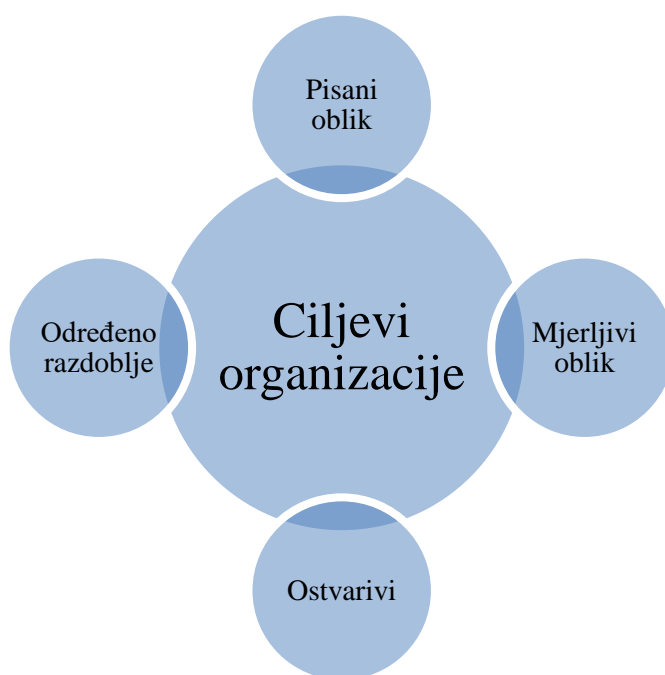 Pisani
oblik
Određeno
razdoblje
Ciljevi
organizacije
Mjerljivi
oblik
Ostvarivi